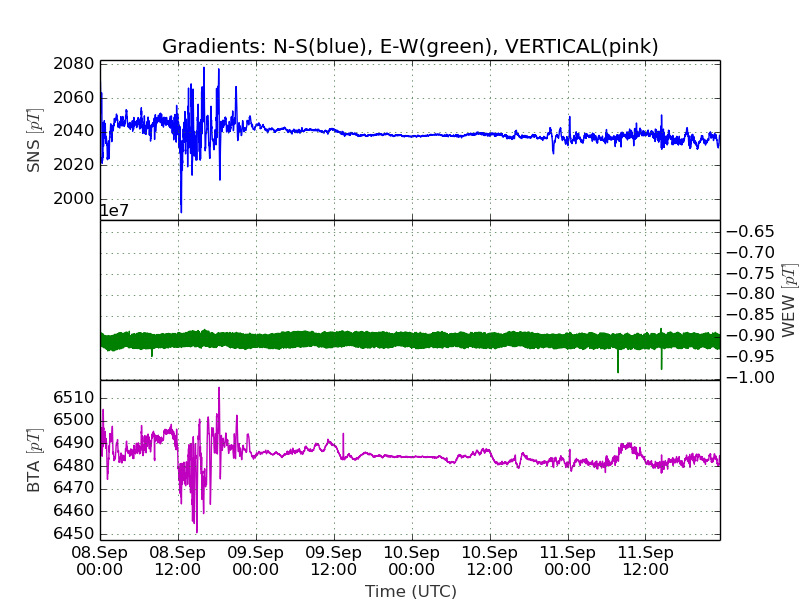 Gradients: N-S(blue), E-W(green), VERTICAL(pink)
2080
2060
2040
2020
2000
SNS [pT]
1e7
−0.65
−0.70
−0.75
−0.80
−0.85
−0.90
−0.95
−1.00
WEW [pT]
6510
6500
6490
6480
6470
6460
6450
BTA [pT]
08.Sep 08.Sep 09.Sep 09.Sep 10.Sep 10.Sep 11.Sep 11.Sep
00:00 12:00 00:00 12:00 00:00 12:00 00:00 12:00
Time (UTC)